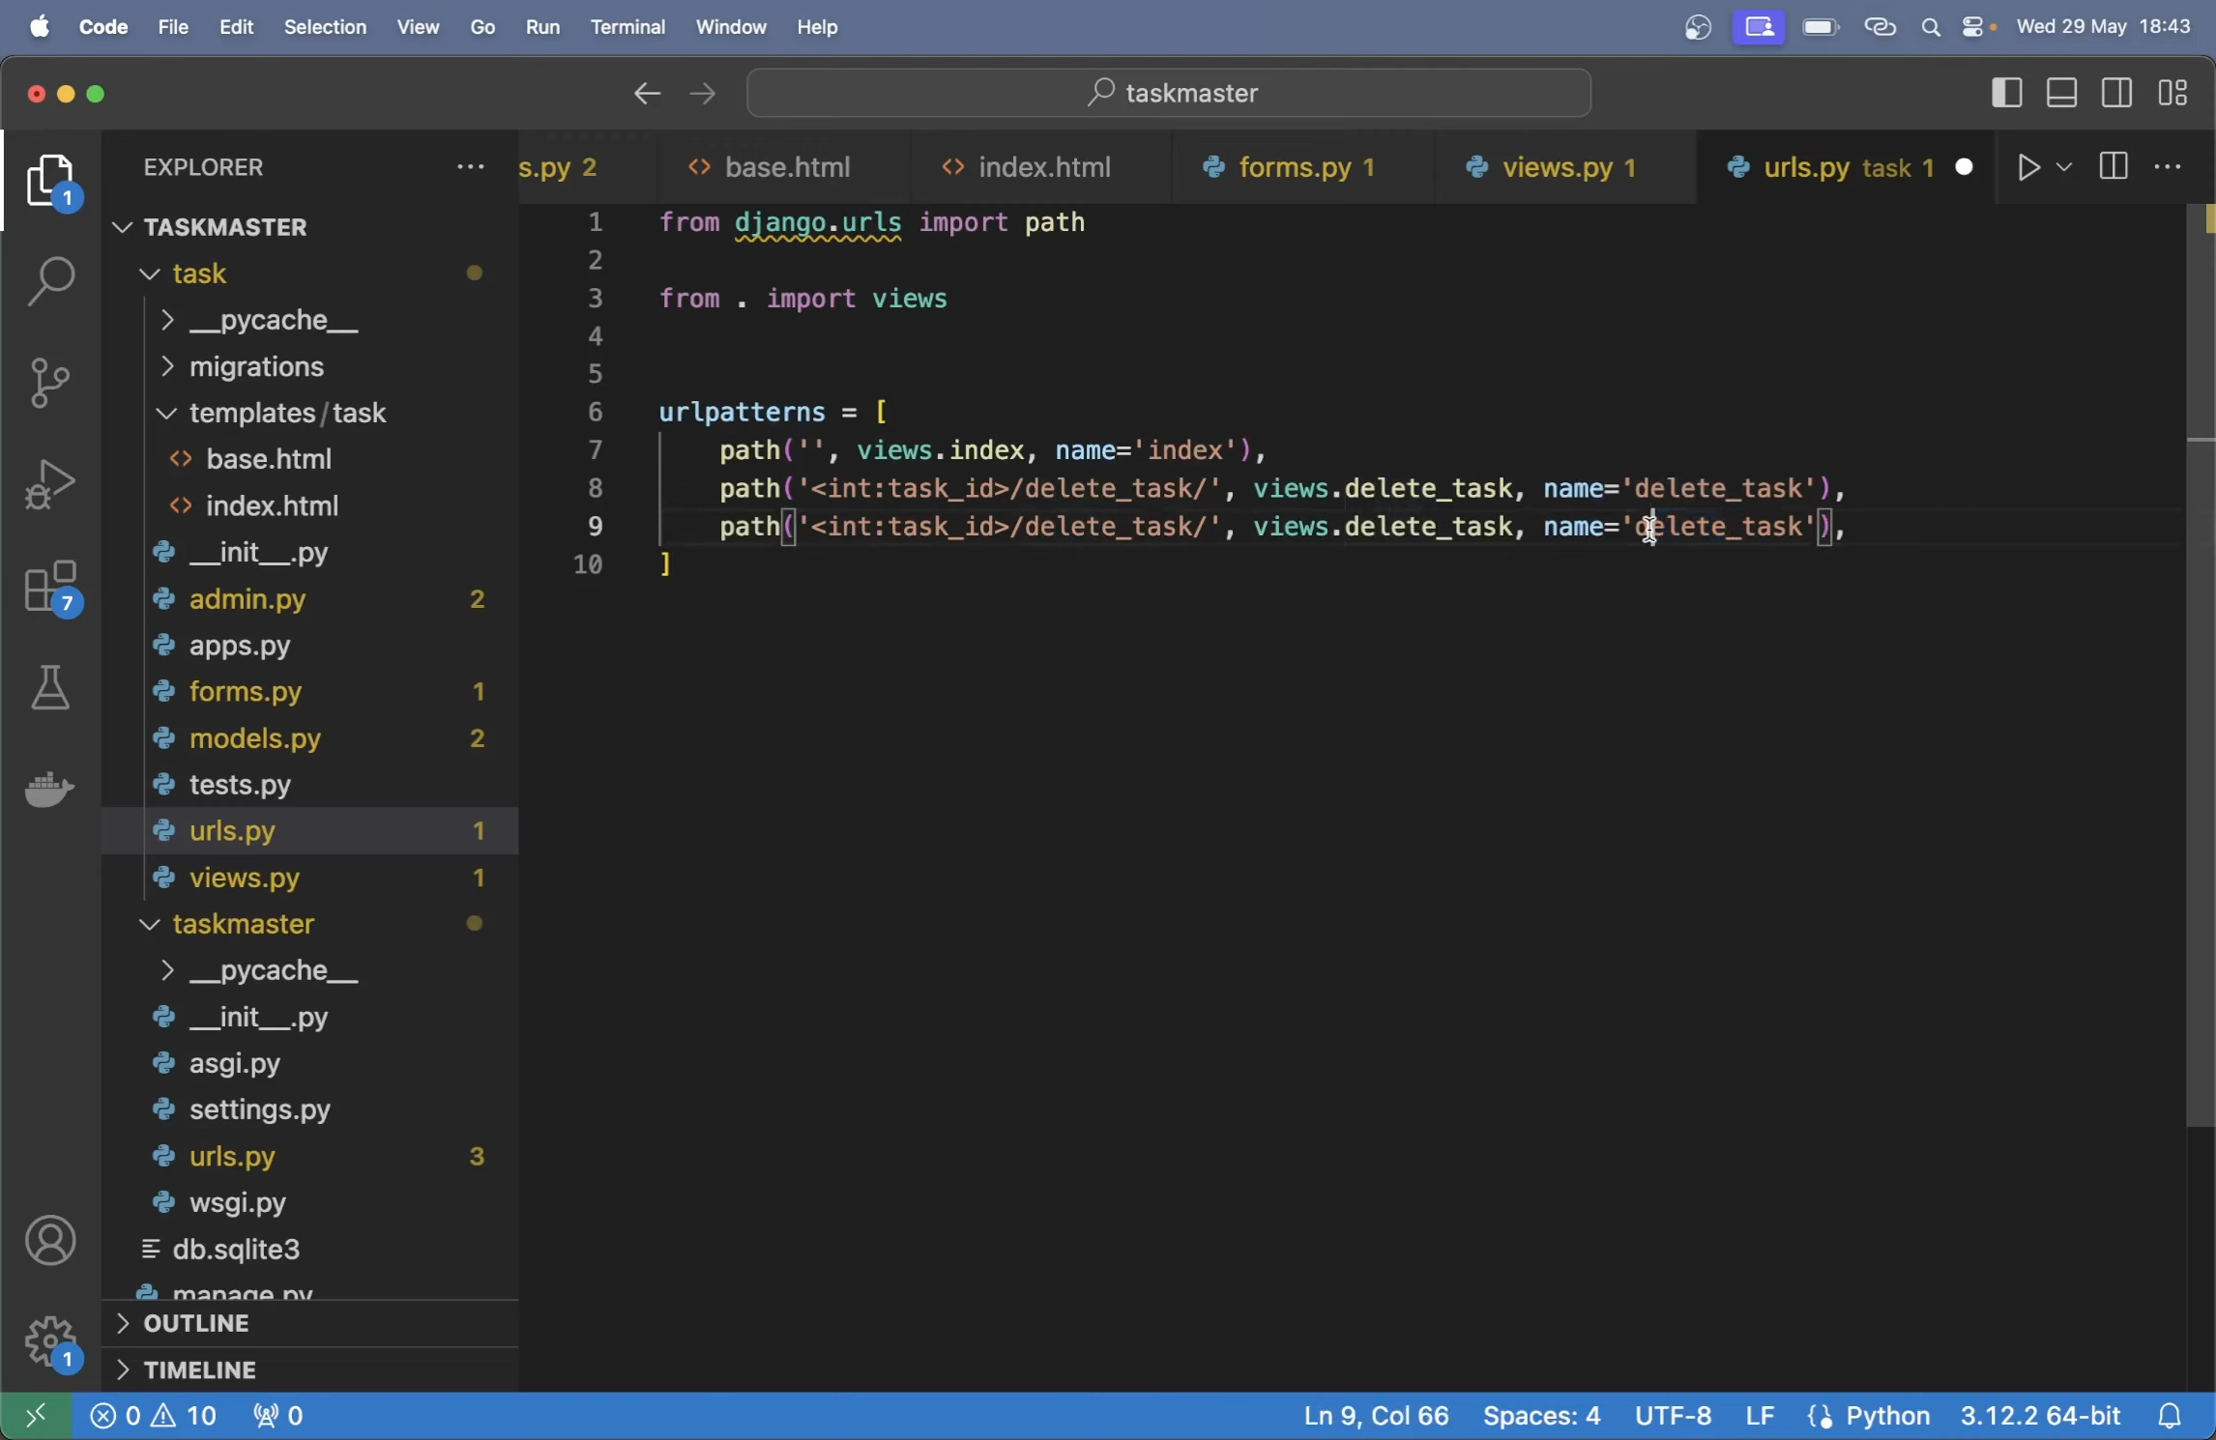 Code File Edit Selection View Go Run Terminal Window Help Wed 29 May 18:43
taskmaster
EXPLORER
s.py 2 base.html index.html forms.py 1 views.py 1 urls.py task 1
TASKMASTER
task
__pycache__
migrations
templates/task
base.html
index.html
__init__.py
admin.py 2
apps.py
forms.py 1
models.py 2
tests.py
urls.py 1
views.py 1
taskmaster
__pycache__
__init__.py
asgi.py
settings.py
urls.py 3
wsgi.py
db.sqlite3
manage.py
OUTLINE
TIMELINE
1
7
1
1 from django.urls import path
2
3 from . import views
4
5
6 urlpatterns = [
7 path('', views.index, name='index'),
8 path('<int:task_id>/delete_task/', views.delete_task, name='delete_task'),
9 path('<int:task_id>/delete_task/', views.delete_task, name='delete_task'),
10 ]
0 10 0 Ln 9, Col 66 Spaces: 4 UTF-8 LF Python 3.12.2 64-bit